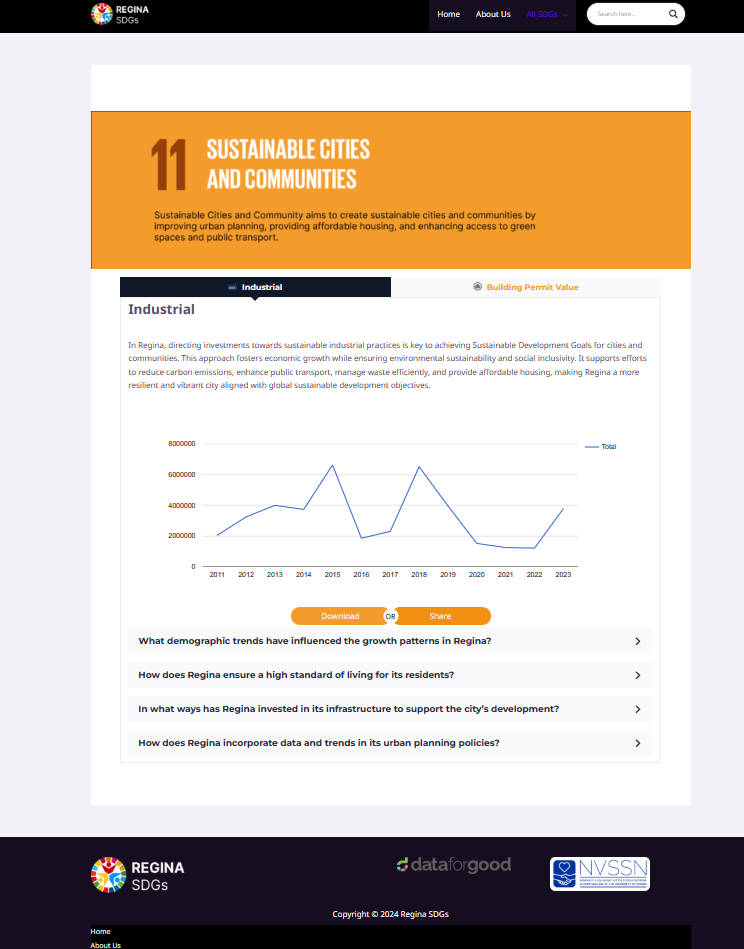 REGINA
SDGs
Home
About Us
All SDGs
Search here...
11
SUSTAINABLE CITIES
AND COMMUNITIES
Sustainable Cities and Community aims to create sustainable cities and communities by
improving urban planning, providing affordable housing, and enhancing access to green
spaces and public transport.
Industrial
Building Permit Value
Industrial
In Regina, directing investments towards sustainable industrial practices is key to achieving Sustainable Development Goals for cities and
communities. This approach fosters economic growth while ensuring environmental sustainability and social inclusivity. It supports efforts
to reduce carbon emissions, enhance public transport, manage waste efficiently, and provide affordable housing, making Regina a more
resilient and vibrant city aligned with global sustainable development objectives.
8000000
6000000
4000000
2000000
0
Total
2011 2012 2013 2014 2015 2016 2017 2018 2019 2020 2021 2022 2023
Download
OR
Share
What demographic trends have influenced the growth patterns in Regina?
How does Regina ensure a high standard of living for its residents?
In what ways has Regina invested in its infrastructure to support the city's development?
How does Regina incorporate data and trends in its urban planning policies?
REGINA
SDGs
dataforgood
NVSSN
Copyright © 2024 Regina SDGs
Home
About Us